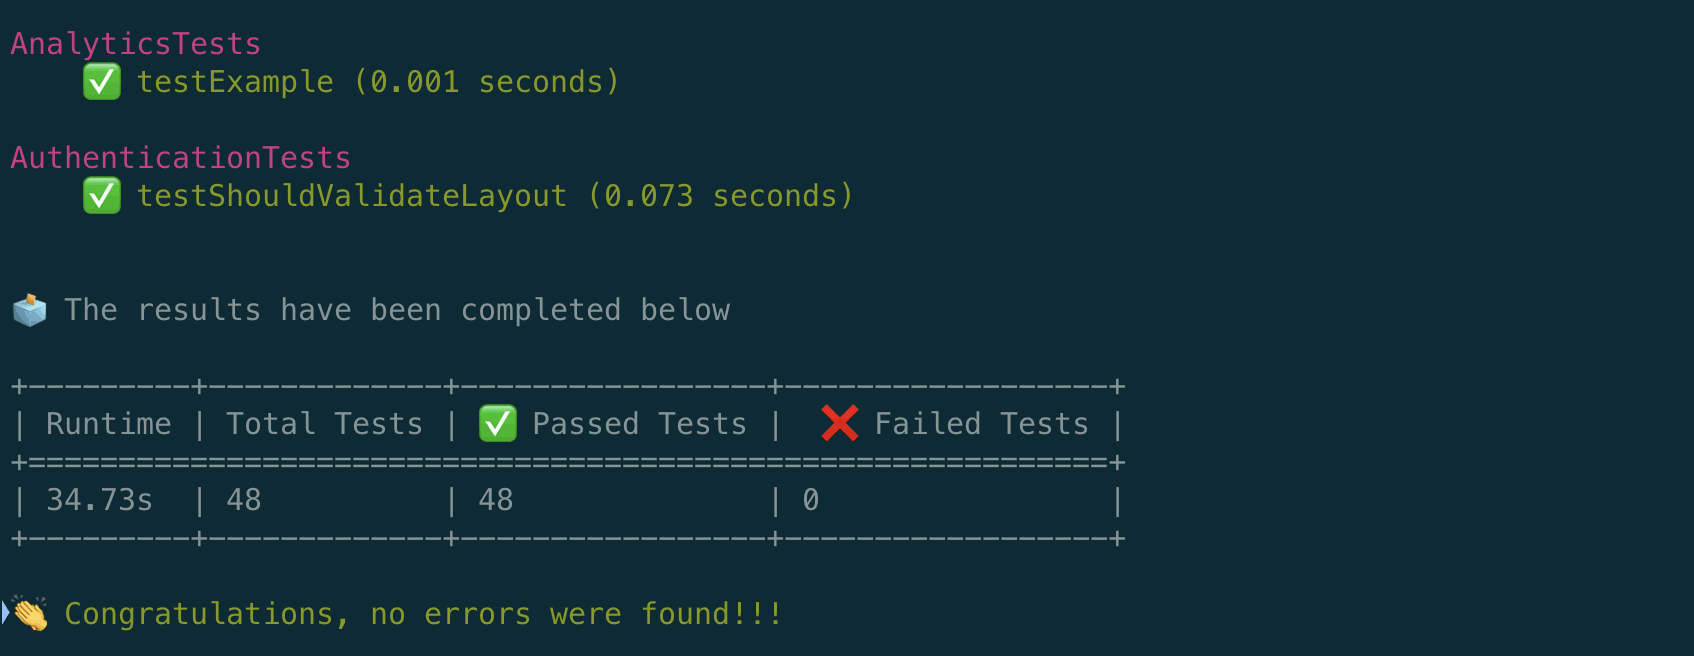 AnalyticsTests
✅ testExample (0.001 seconds)
AuthenticationTests
✅ testShouldValidateLayout (0.073 seconds)
🗳 The results have been completed below
+---------+-------------+-----------------+------------------+
| Runtime | Total Tests | ✅ Passed Tests | ❌ Failed Tests |
+============================================================+
| 34.73s | 48 | 48 | 0 |
+---------+-------------+-----------------+------------------+
👏 Congratulations, no errors were found!!!